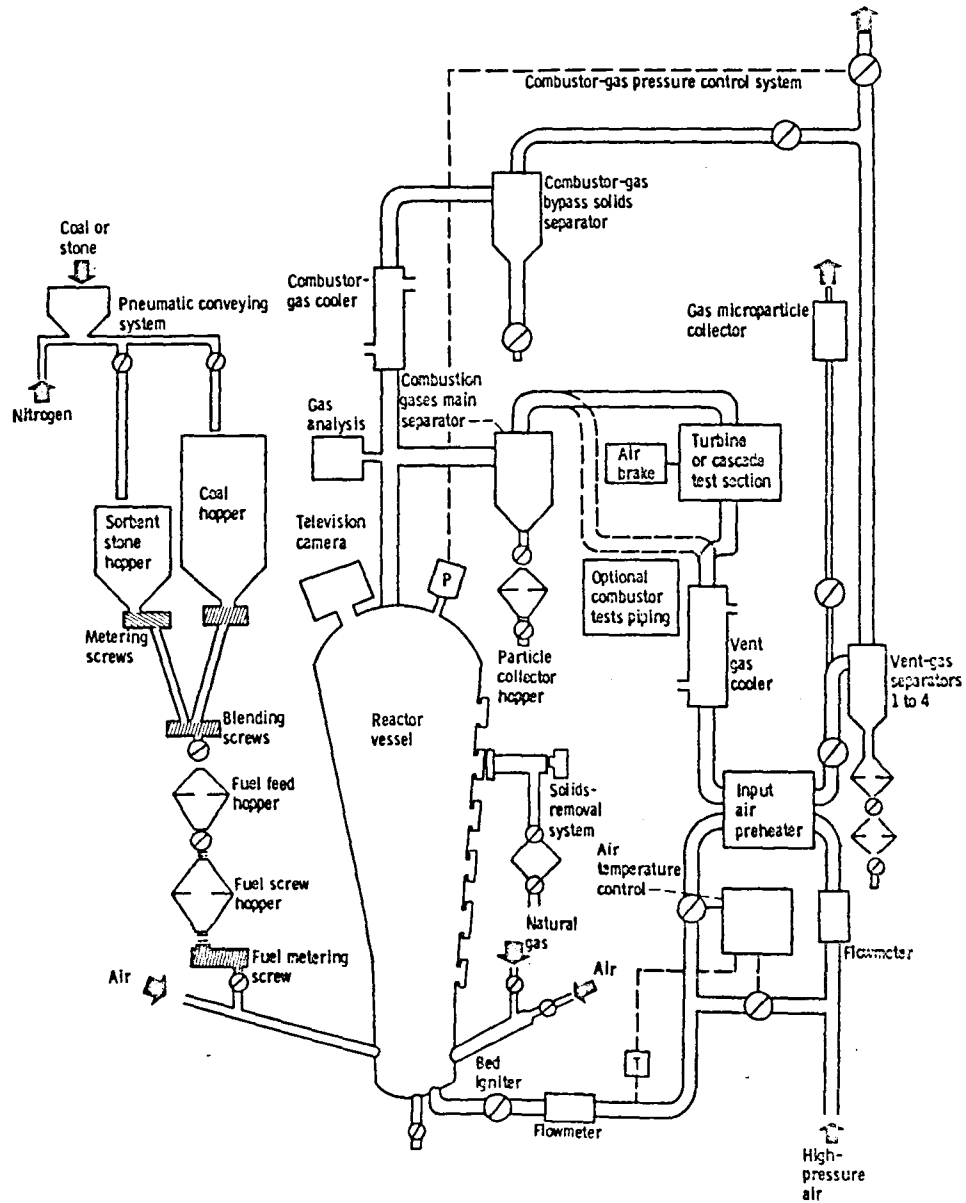 Combustor-gas pressure control system
Combustor-gas
bypass solids
separator
Coal or
stone
Pneumatic conveying
system
Nitrogen
Combustor-
gas cooler
Gas microparticle
collector
Combustion
gases main
separator
Gas
analysis
Air
brake
Turbine
or cascade
test section
Coal
hopper
Sorbent
stone
hopper
Television
camera
P
Optional
combustor
tests piping
Metering
screws
Particle
collector
hopper
Vent
gas
cooler
Vent-gas
separators
1 to 4
Blending
screws
Reactor
vessel
Fuel feed
hopper
Solids-
removal
system
Input
air
preheater
Air
temperature
control
Fuel screw
hopper
Natural
gas
Flowmeter
Fuel metering
screw
Air
Air
Bed
igniter
T
Flowmeter
High-
pressure
air